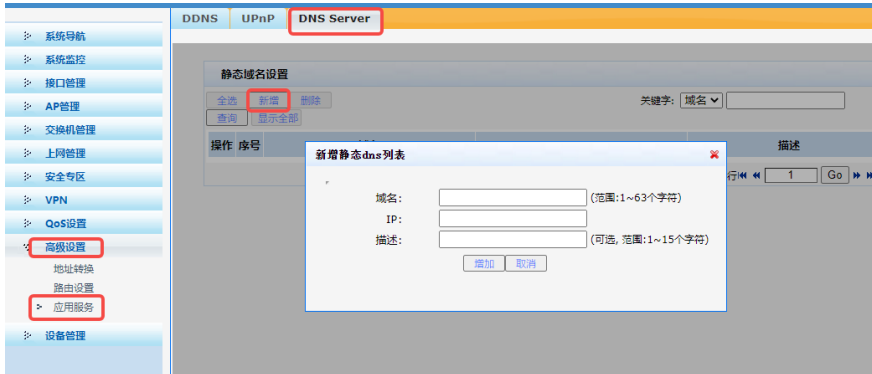 DDNS UPnP DNS Server
系统导航
系统监控
接口管理
AP管理
交换机管理
上网管理
安全专区
VPN
QoS设置
高级设置
地址转换
路由设置
应用服务
设备管理
静态域名设置
全选 新增 删除 关键字: 域名
查询 显示全部
操作 序号 描述
行 1 Go
新增静态dns列表
域名: (范围:1~63个字符)
IP:
描述: (可选, 范围:1~15个字符)
增加 取消